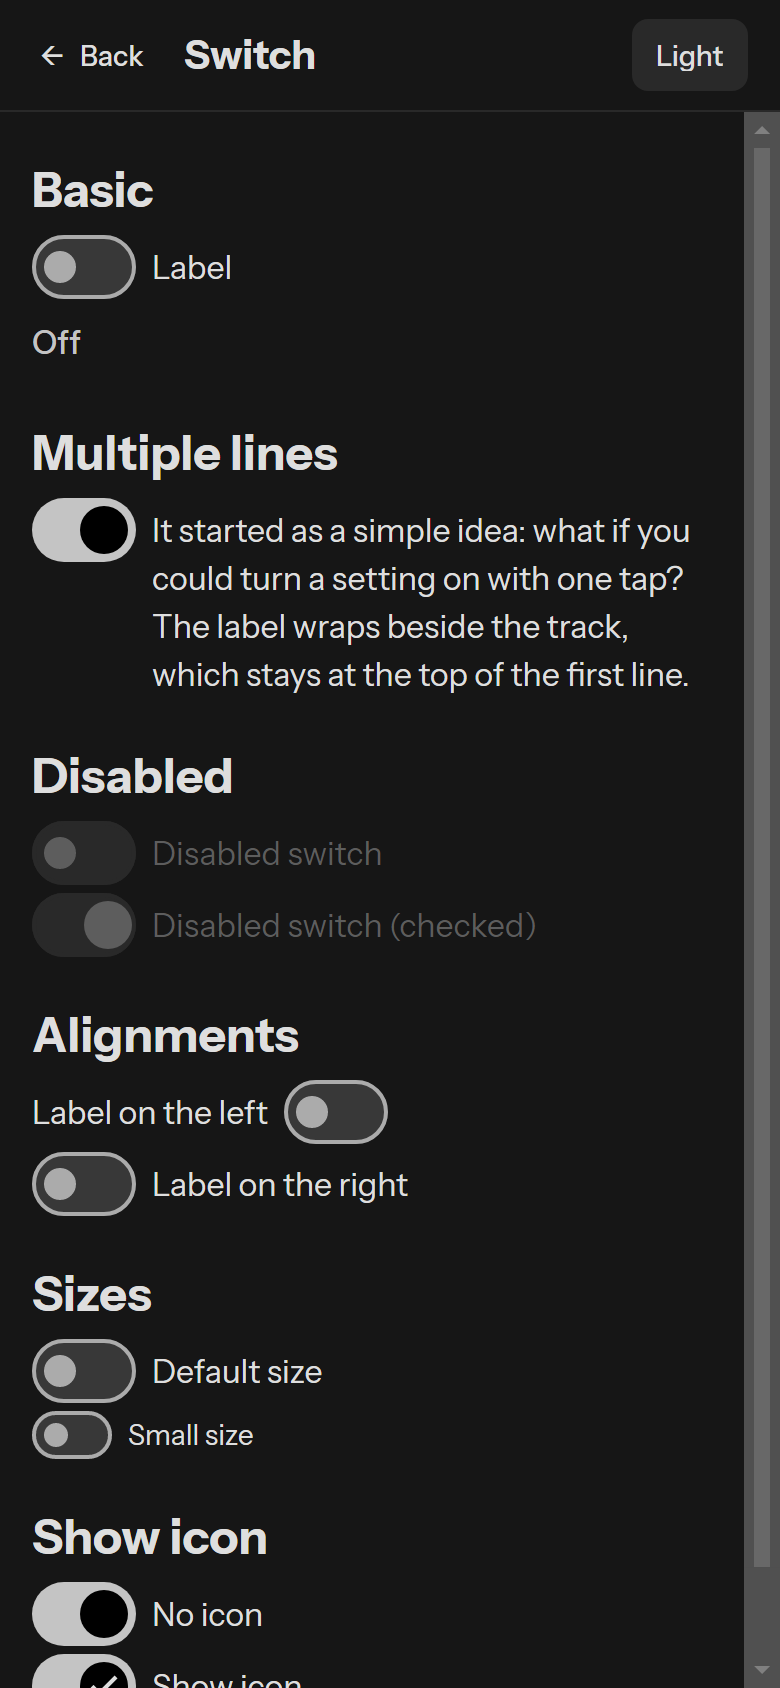 Back
Switch
Light
Basic
Label
Off
Multiple lines
It started as a simple idea: what if you
could turn a setting on with one tap?
The label wraps beside the track,
which stays at the top of the first line.
Disabled
Disabled switch
Disabled switch (checked)
Alignments
Label on the left
Label on the right
Sizes
Default size
Small size
Show icon
No icon
Show icon